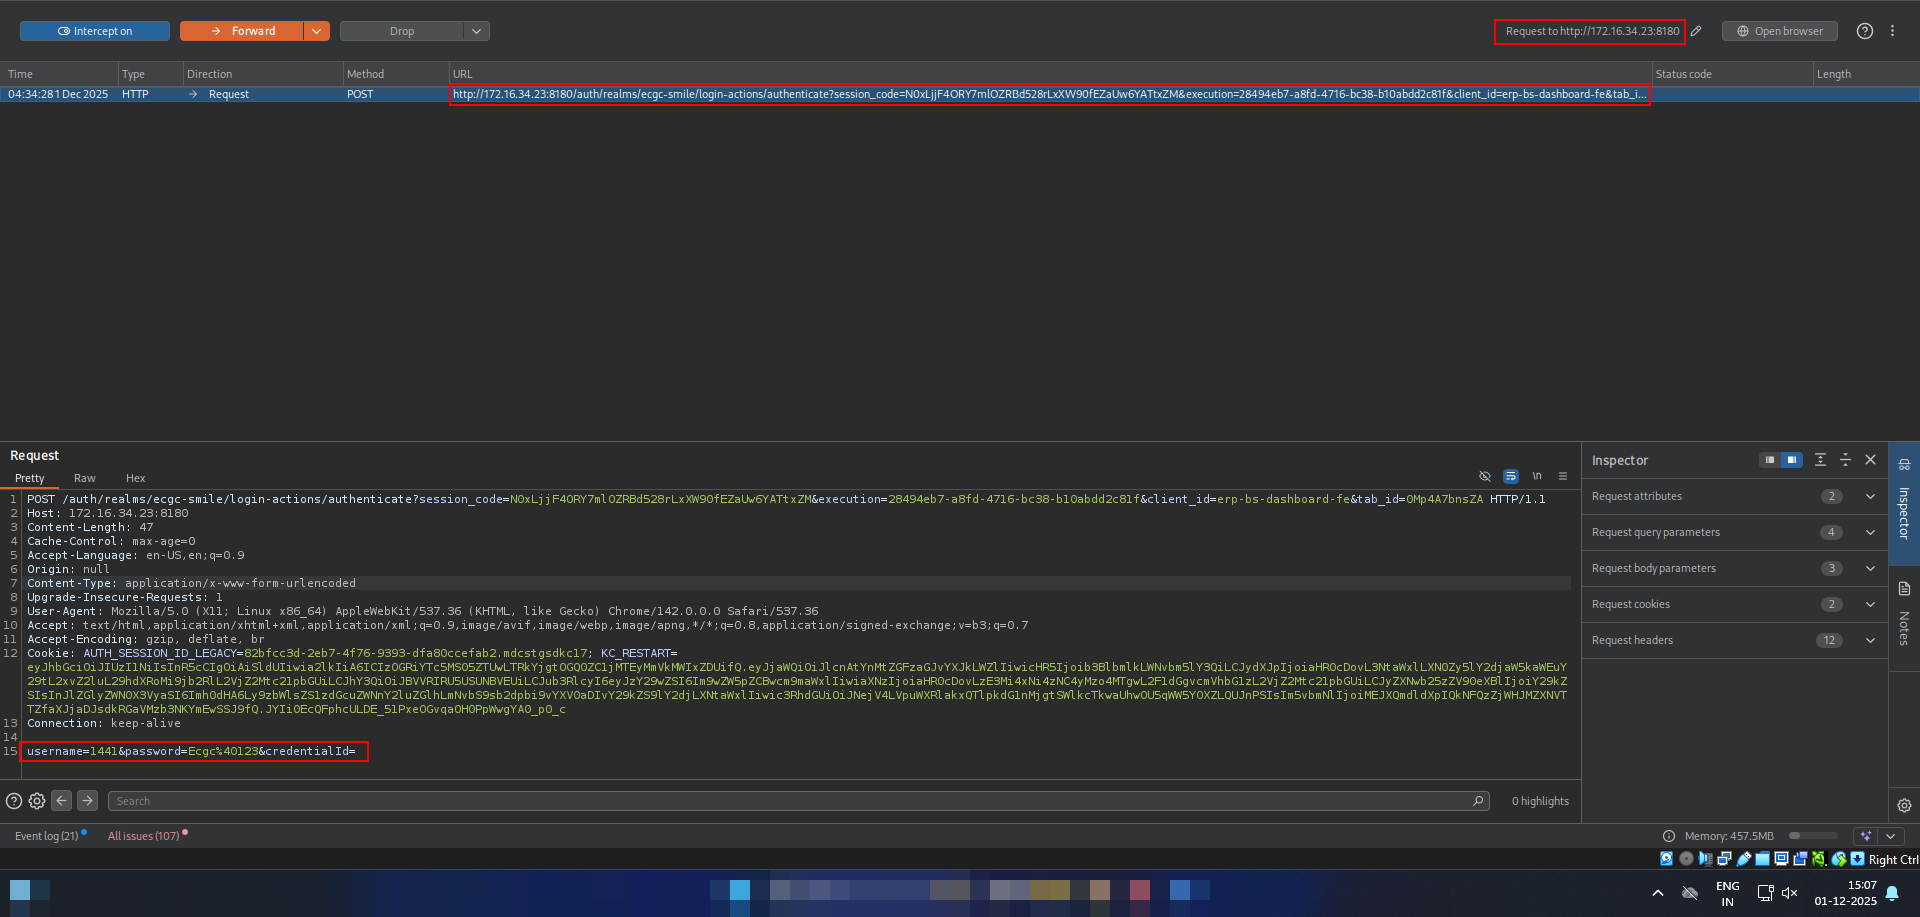 Intercept on
Forward
Drop
Request to http://172.16.34.23:8180
Open browser
Time Type Direction Method URL Status code Length
04:34:28 1 Dec 2025 HTTP → Request POST http://172.16.34.23:8180/auth/realms/ecgc-smile/login-actions/authenticate?session_code=N0xLjjF4ORY7mlOZRBd528rLxXW90fEZaUw6YATtxZM&execution=28494eb7-a8fd-4716-bc38-b10abdd2c81f&client_id=erp-bs-dashboard-fe&tab_i...
Request
Pretty Raw Hex
\n
1 POST /auth/realms/ecgc-smile/login-actions/authenticate?session_code=N0xLjjF4ORY7mlOZRBd528rLxXW90fEZaUw6YATtxZM&execution=28494eb7-a8fd-4716-bc38-b10abdd2c81f&client_id=erp-bs-dashboard-fe&tab_id=0Mp4A7bnsZA HTTP/1.1
2 Host: 172.16.34.23:8180
3 Content-Length: 47
4 Cache-Control: max-age=0
5 Accept-Language: en-US,en;q=0.9
6 Origin: null
7 Content-Type: application/x-www-form-urlencoded
8 Upgrade-Insecure-Requests: 1
9 User-Agent: Mozilla/5.0 (X11; Linux x86_64) AppleWebKit/537.36 (KHTML, like Gecko) Chrome/142.0.0.0 Safari/537.36
10 Accept: text/html,application/xhtml+xml,application/xml;q=0.9,image/avif,image/webp,image/apng,*/*;q=0.8,application/signed-exchange;v=b3;q=0.7
11 Accept-Encoding: gzip, deflate, br
12 Cookie: AUTH_SESSION_ID_LEGACY=82bfcc3d-2eb7-4f76-9393-dfa80ccefab2.mdcstgsdkc17; KC_RESTART=
13 Connection: keep-alive
14
15 username=1441&password=Ecgc%40123&credentialId=
Search
0 highlights
Inspector
Request attributes 2
Request query parameters 4
Request body parameters 3
Request cookies 2
Request headers 12
Inspector
Notes
Event log (21)
All issues (107)
Memory: 457.5MB
Right Ctrl
ENG
IN
15:07
01-12-2025